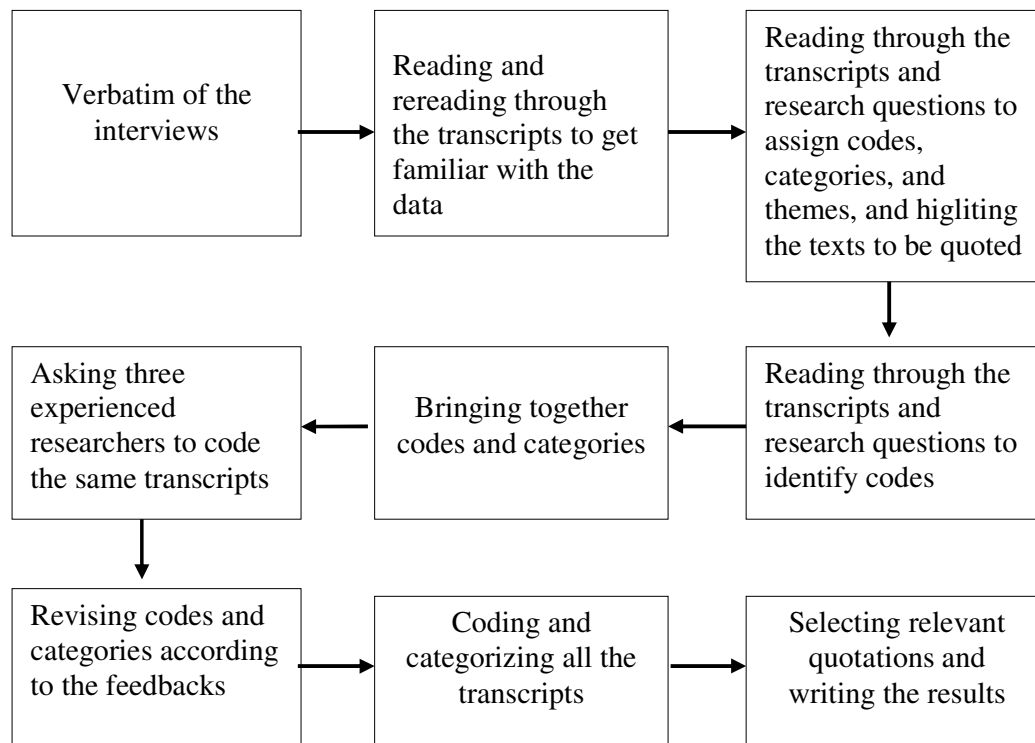 Verbatim of the
interviews
Reading and
rereading through
the transcripts to get
familiar with the
data
Reading through the
transcripts and
research questions to
assign codes,
categories, and
themes, and higliting
the texts to be quoted
Reading through the
transcripts and
research questions to
identify codes
Bringing together
codes and categories
Asking three
experienced
researchers to code
the same transcripts
Revising codes and
categories according
to the feedbacks
Coding and
categorizing all the
transcripts
Selecting relevant
quotations and
writing the results